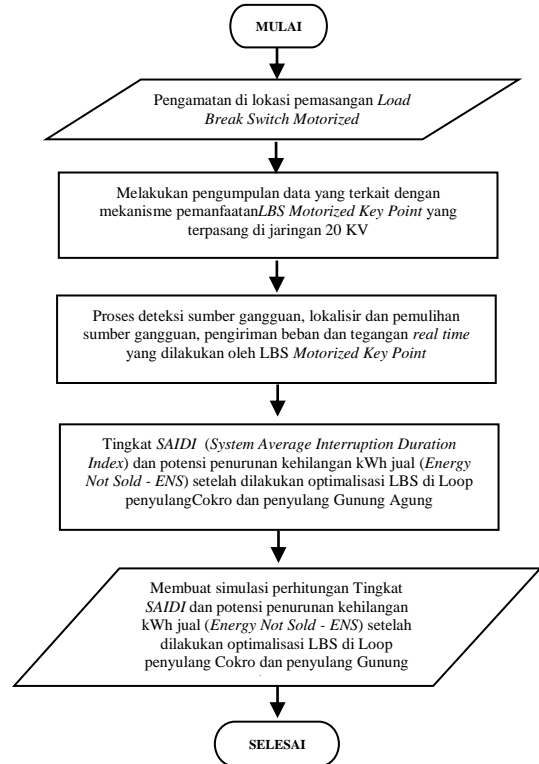 MULAI
Pengamatan di lokasi pemasangan Load
Break Switch Motorized
Melakukan pengumpulan data yang terkait dengan
mekanisme pemanfaatanLBS Motorized Key Point yang
terpasang di jaringan 20 KV
Proses deteksi sumber gangguan, lokalisir dan pemulihan
sumber gangguan, pengiriman beban dan tegangan real time
yang dilakukan oleh LBS Motorized Key Point
Tingkat SAIDI (System Average Interruption Duration
Index) dan potensi penurunan kehilangan kWh jual (Energy
Not Sold - ENS) setelah dilakukan optimalisasi LBS di Loop
penyulangCokro dan penyulang Gunung Agung
Membuat simulasi perhitungan Tingkat
SAIDI dan potensi penurunan kehilangan
kWh jual (Energy Not Sold - ENS) setelah
dilakukan optimalisasi LBS di Loop
penyulang Cokro dan penyulang Gunung
SELESAI